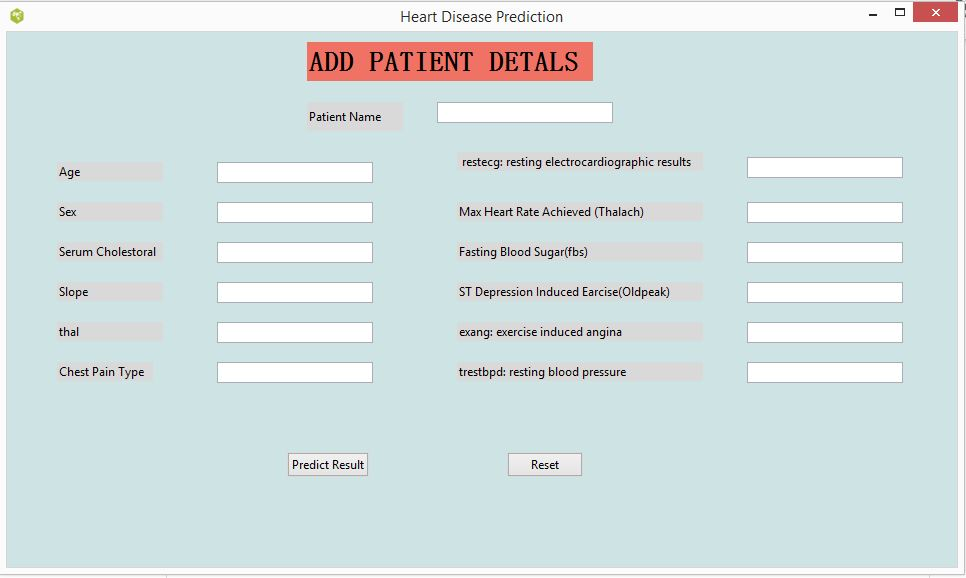 Heart Disease Prediction
ADD PATIENT DETALS
Patient Name
Age
restecg: resting electrocardiographic results
Sex
Max Heart Rate Achieved (Thalach)
Serum Cholestoral
Fasting Blood Sugar(fbs)
Slope
ST Depression Induced Earcise(Oldpeak)
thal
exang: exercise induced angina
Chest Pain Type
trestbpd: resting blood pressure
Predict Result
Reset